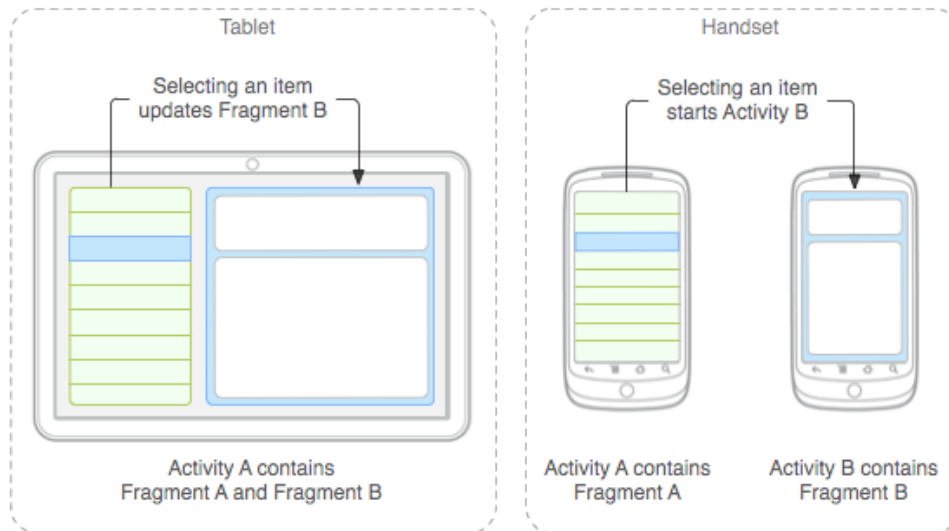 Tablet
Selecting an item
updates Fragment B
Activity A contains
Fragment A and Fragment B
Handset
Selecting an item
starts Activity B
Activity A contains
Fragment A
Activity B contains
Fragment B